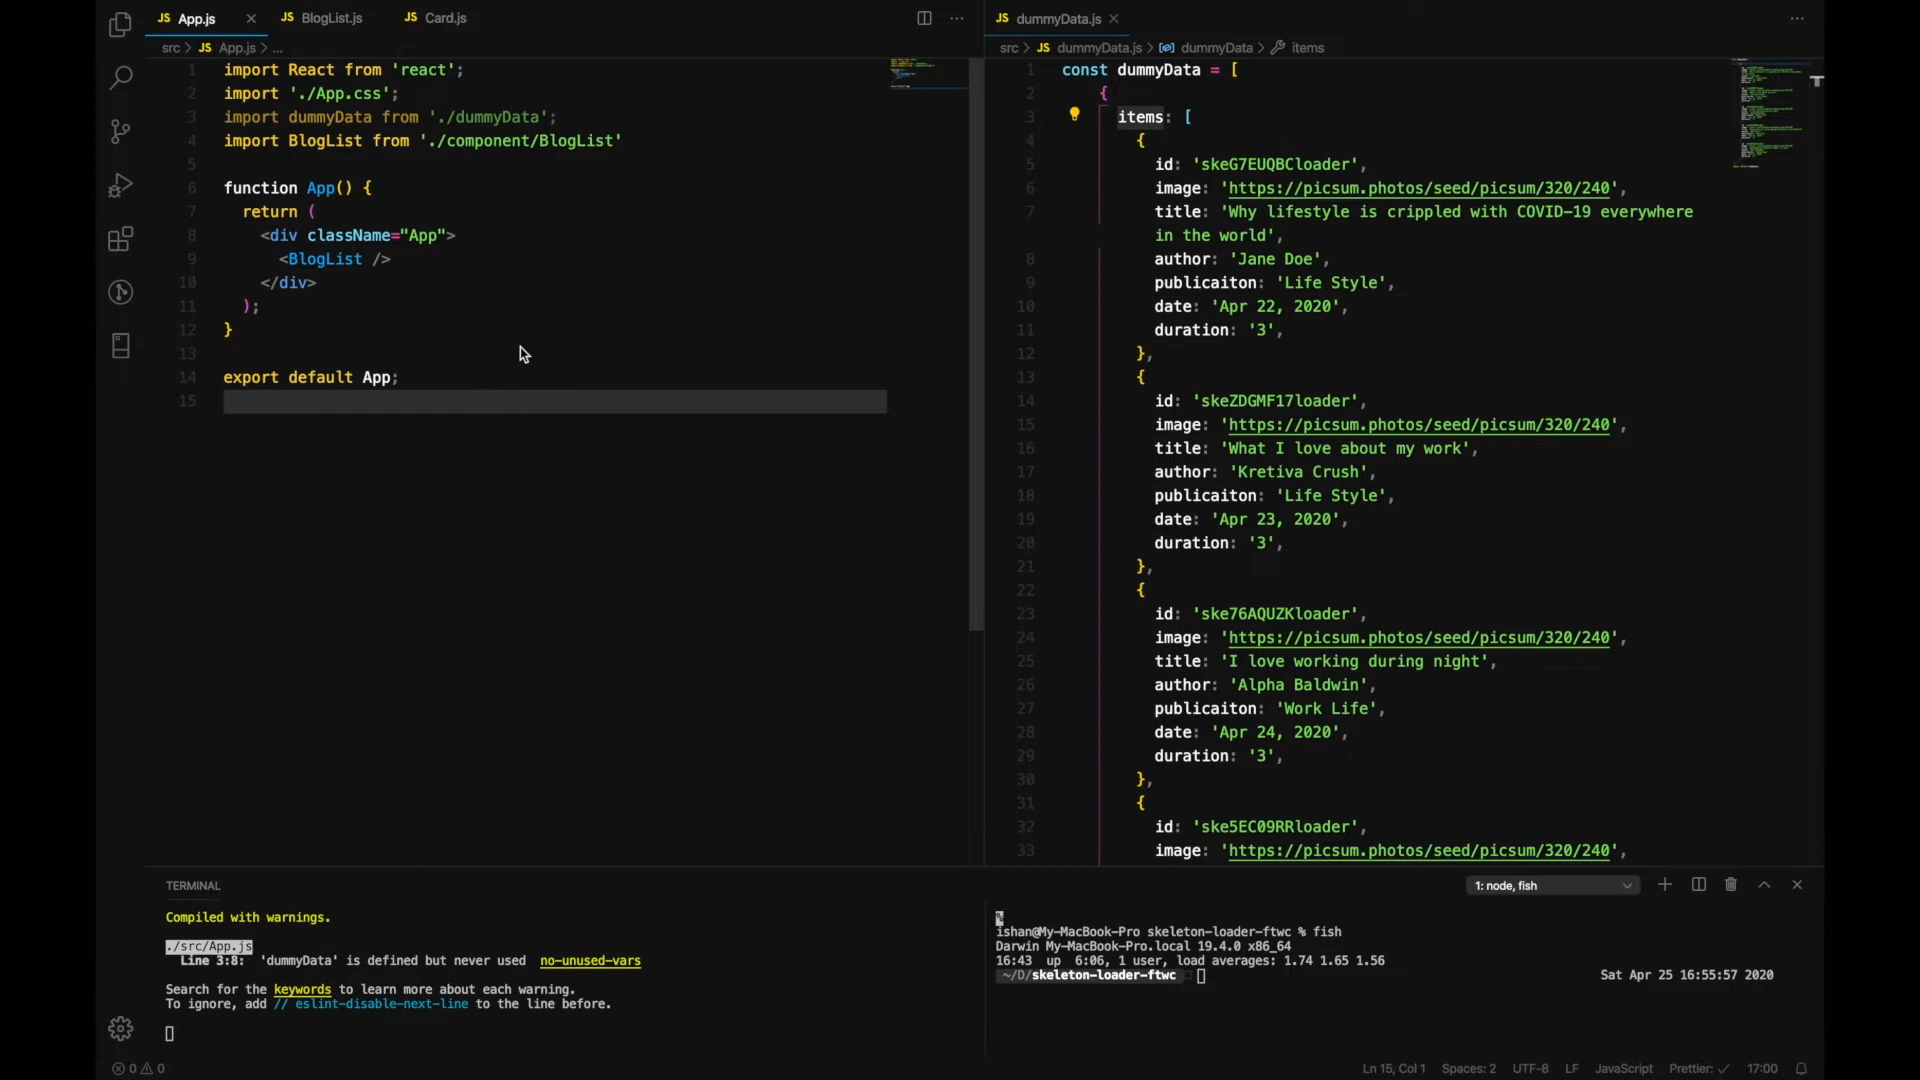 JS App.js × JS BlogList.js JS Card.js ···
src > JS App.js > ...
1 import React from 'react';
2 import './App.css';
3 import dummyData from './dummyData';
4 import BlogList from './component/BlogList'
5
6 function App() {
7 return (
8 <div className="App">
9 <BlogList />
10 </div>
11 );
12 }
13
14 export default App;
15
JS dummyData.js × ···
src > JS dummyData.js > dummyData > items
1 const dummyData = [
2 {
3 items: [
4 {
5 id: 'skeG7EUQBCloader',
6 image: 'https://picsum.photos/seed/picsum/320/240',
7 title: 'Why lifestyle is crippled with COVID-19 everywhere
in the world',
8 author: 'Jane Doe',
9 publicaiton: 'Life Style',
10 date: 'Apr 22, 2020',
11 duration: '3',
12 },
13 {
14 id: 'skeZDGMF17loader',
15 image: 'https://picsum.photos/seed/picsum/320/240',
16 title: 'What I love about my work',
17 author: 'Kretiva Crush',
18 publicaiton: 'Life Style',
19 date: 'Apr 23, 2020',
20 duration: '3',
21 },
22 {
23 id: 'ske76AQUZKloader',
24 image: 'https://picsum.photos/seed/picsum/320/240',
25 title: 'I love working during night',
26 author: 'Alpha Baldwin',
27 publicaiton: 'Work Life',
28 date: 'Apr 24, 2020',
29 duration: '3',
30 },
31 {
32 id: 'ske5EC09RRloader',
33 image: 'https://picsum.photos/seed/picsum/320/240',
TERMINAL
1: node, fish
Compiled with warnings.
./src/App.js
Line 3:8: 'dummyData' is defined but never used no-unused-vars
Search for the keywords to learn more about each warning.
To ignore, add // eslint-disable-next-line to the line before.
%
ishan@My-MacBook-Pro skeleton-loader-ftwc % fish
Darwin My-MacBook-Pro.local 19.4.0 x86_64
16:43 up 6:06, 1 user, load averages: 1.74 1.65 1.56
~/D/skeleton-loader-ftwc Sat Apr 25 16:55:57 2020
0 0 Ln 15, Col 1 Spaces: 2 UTF-8 LF JavaScript Prettier: ✓ 17:00